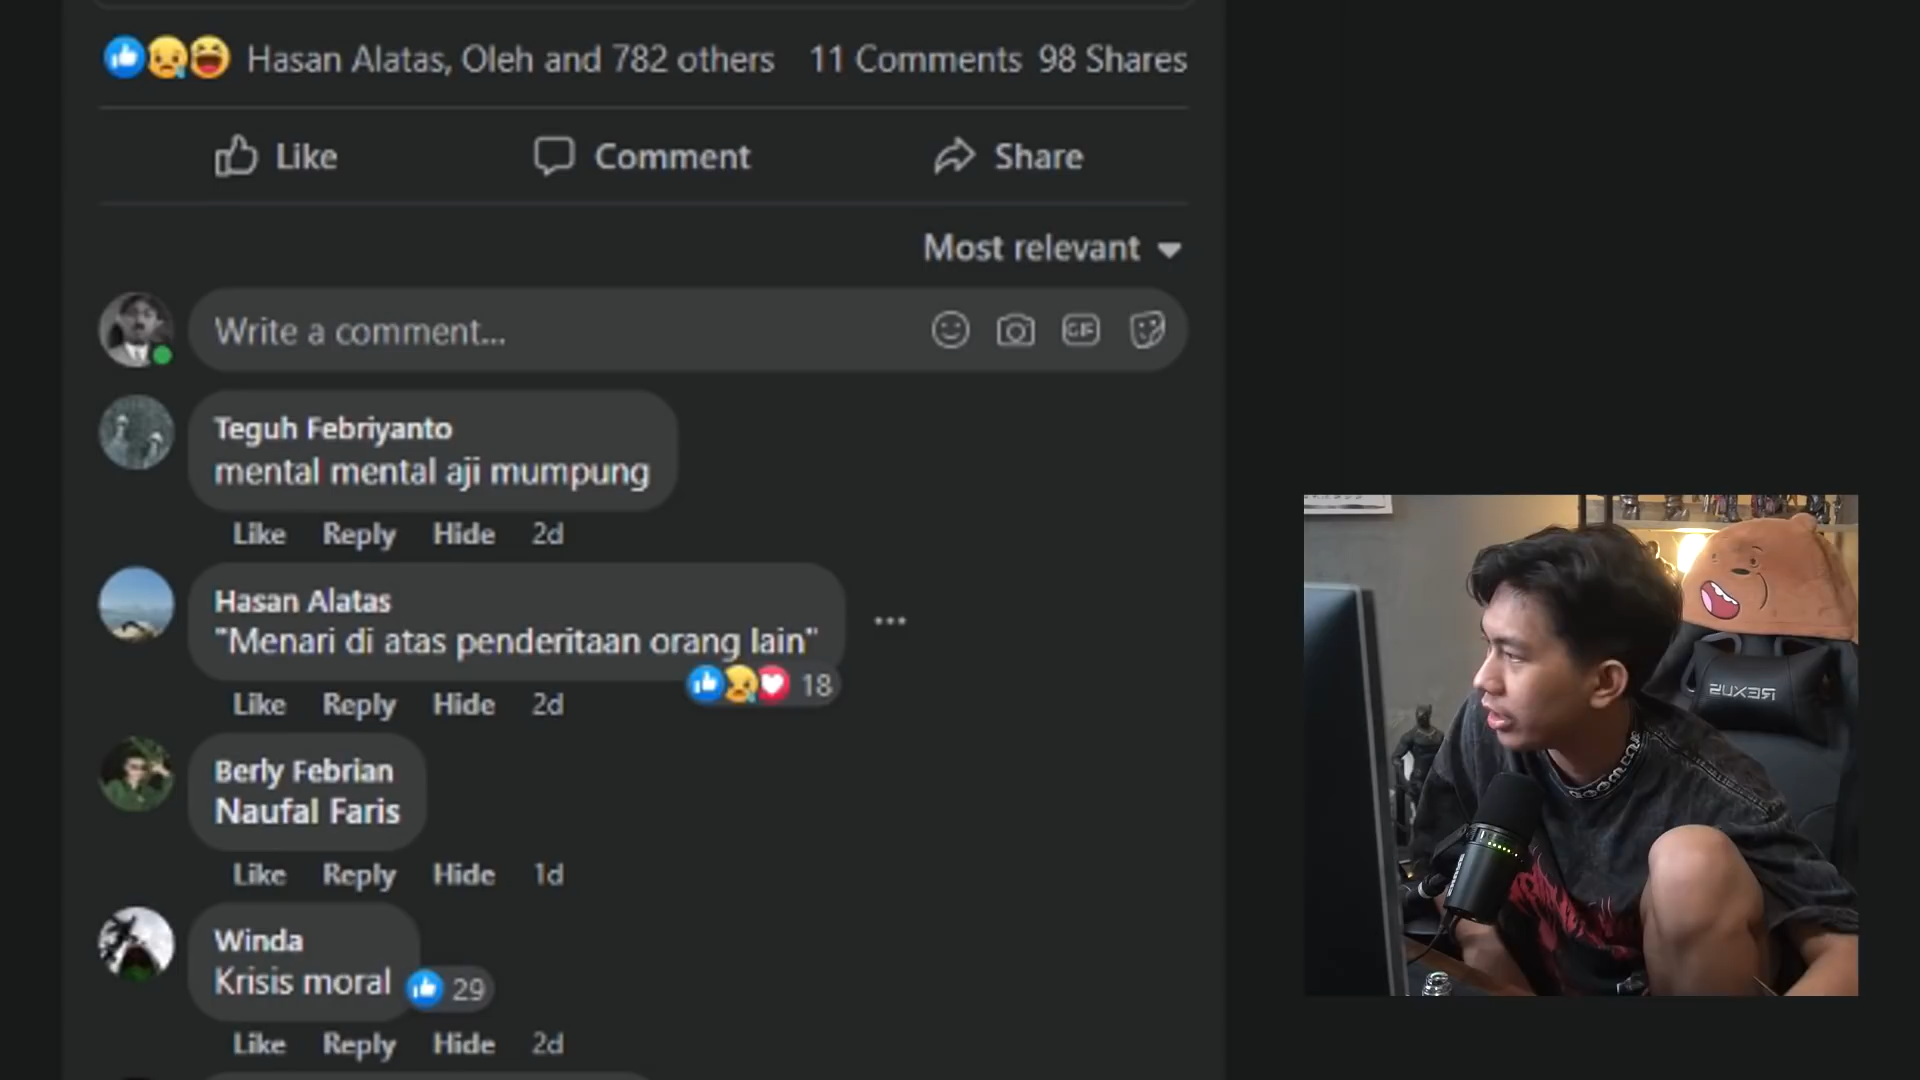 Hasan Alatas, Oleh and 782 others 11 Comments 98 Shares
Like Comment Share
Most relevant
Write a comment...
GIF
Teguh Febriyanto
mental mental aji mumpung
Like Reply Hide 2d
Hasan Alatas
"Menari di atas penderitaan orang lain"
18
Like Reply Hide 2d
Berly Febrian
Naufal Faris
Like Reply Hide 1d
Winda
Krisis moral
29
Like Reply Hide 2d
REXUS